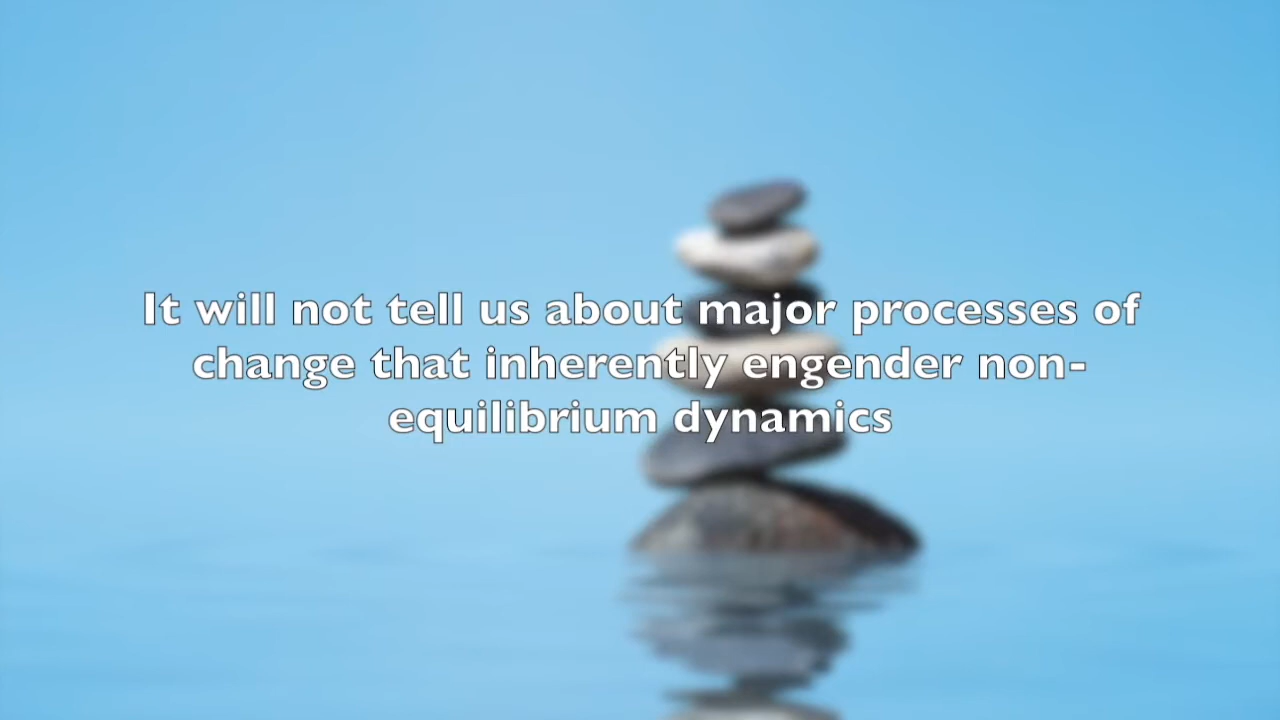 It will not tell us about major processes of
change that inherently engender non-
equilibrium dynamics